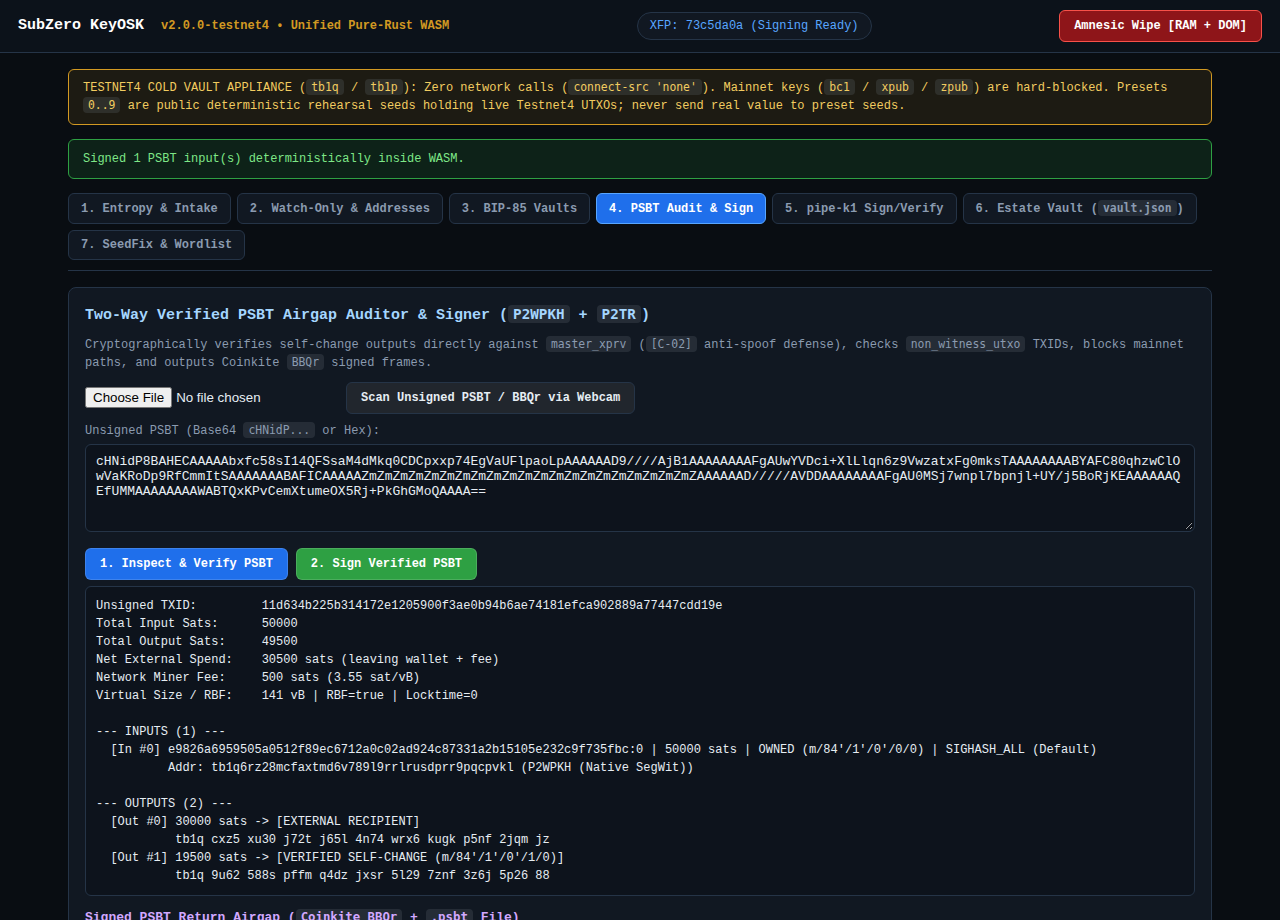 SubZero KeyOSK v2.0.0-testnet4 • Unified Pure-Rust WASM XFP: 73c5da0a (Signing Ready) Amnesic Wipe [RAM + DOM]
TESTNET4 COLD VAULT APPLIANCE (tb1q / tb1p): Zero network calls (connect-src 'none'). Mainnet keys (bc1 / xpub / zpub) are hard-blocked. Presets
0..9 are public deterministic rehearsal seeds holding live Testnet4 UTXOs; never send real value to preset seeds.
Signed 1 PSBT input(s) deterministically inside WASM.
1. Entropy & Intake 2. Watch-Only & Addresses 3. BIP-85 Vaults 4. PSBT Audit & Sign 5. pipe-k1 Sign/Verify 6. Estate Vault (vault.json)
7. SeedFix & Wordlist
Two-Way Verified PSBT Airgap Auditor & Signer (P2WPKH + P2TR)
Cryptographically verifies self-change outputs directly against master_xprv ([C-02] anti-spoof defense), checks non_witness_utxo TXIDs, blocks mainnet
paths, and outputs Coinkite BBQr signed frames.
Choose File No file chosen Scan Unsigned PSBT / BBQr via Webcam
Unsigned PSBT (Base64 cHNidP... or Hex):
cHNidP8BAHECAAAAAbxfc58sI14QFSsaM4dMkq0CDCpxxp74EgVaUFlpaoLpAAAAAAD9////AjB1AAAAAAAAFgAUwYVDci+XlLlqn6z9VwzatxFg0mksTAAAAAAAABYAFC80qhzwClO
wVaKRoDp9RfCmmItSAAAAAAABAFICAAAAAZmZmZmZmZmZmZmZmZmZmZmZmZmZmZmZmZmZmZmZmZmZAAAAAAD/////AVDDAAAAAAAAFgAU0MSj7wnpl7bpnjl+UY/j5BoRjKEAAAAAAQ
EfUMMAAAAAAAAWABTQxKPvCemXtumeOX5Rj+PkGhGMoQAAAA==
1. Inspect & Verify PSBT 2. Sign Verified PSBT
Unsigned TXID: 11d634b225b314172e1205900f3ae0b94b6ae74181efca902889a77447cdd19e
Total Input Sats: 50000
Total Output Sats: 49500
Net External Spend: 30500 sats (leaving wallet + fee)
Network Miner Fee: 500 sats (3.55 sat/vB)
Virtual Size / RBF: 141 vB | RBF=true | Locktime=0
--- INPUTS (1) ---
[In #0] e9826a6959505a0512f89ec6712a0c02ad924c87331a2b15105e232c9f735fbc:0 | 50000 sats | OWNED (m/84'/1'/0'/0/0) | SIGHASH_ALL (Default)
Addr: tb1q6rz28mcfaxtmd6v789l9rrlrusdprr9pqcpvkl (P2WPKH (Native SegWit))
--- OUTPUTS (2) ---
[Out #0] 30000 sats -> [EXTERNAL RECIPIENT]
tb1q cxz5 xu30 j72t j65l 4n74 wrx6 kugk p5nf 2jqm jz
[Out #1] 19500 sats -> [VERIFIED SELF-CHANGE (m/84'/1'/0'/1/0)]
tb1q 9u62 588s pffm q4dz jxsr 5l29 7znf 3z6j 5p26 88
Signed PSBT Return Airgap (Coinkite BBQr + .psbt File)